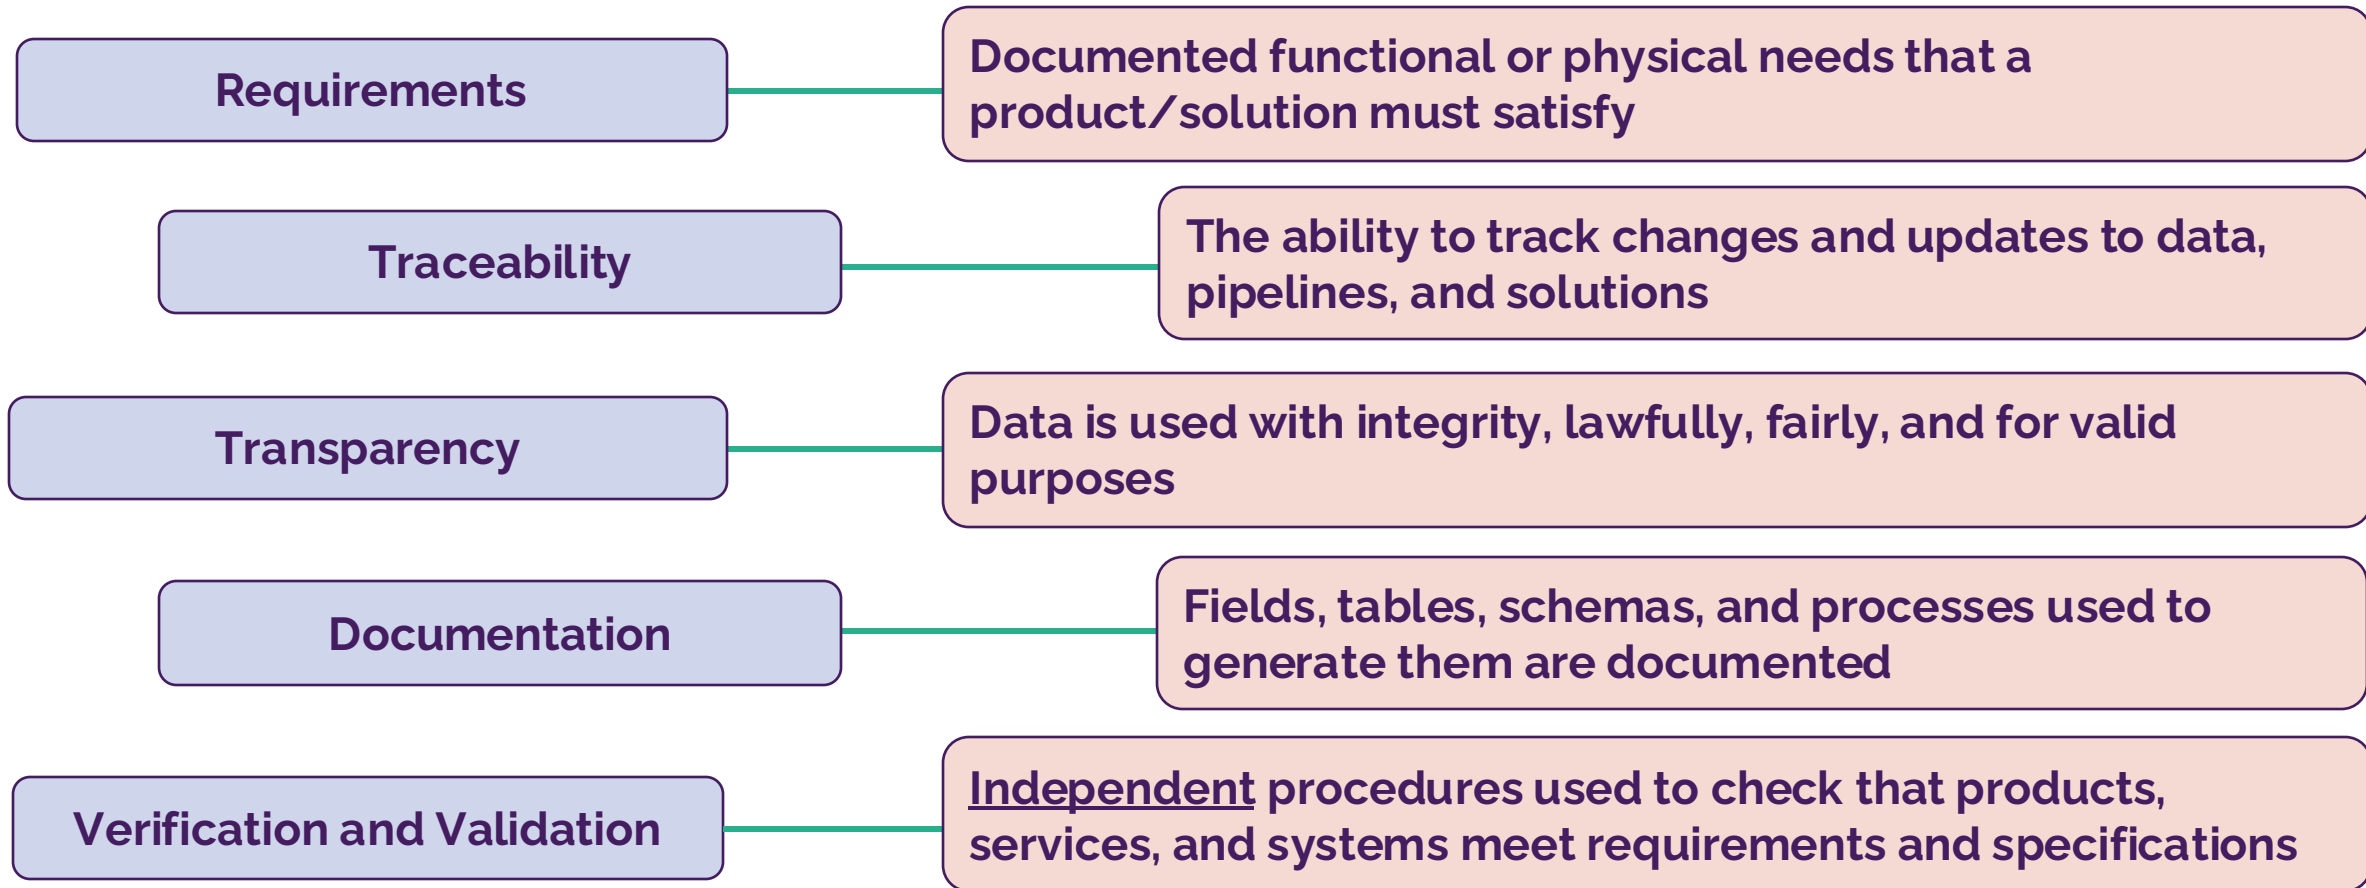 Requirements
Documented functional or physical needs that a
product/solution must satisfy
Traceability
The ability to track changes and updates to data,
pipelines, and solutions
Transparency
Data is used with integrity, lawfully, fairly, and for valid
purposes
Documentation
Fields, tables, schemas, and processes used to
generate them are documented
Verification and Validation
Independent procedures used to check that products,
services, and systems meet requirements and specifications